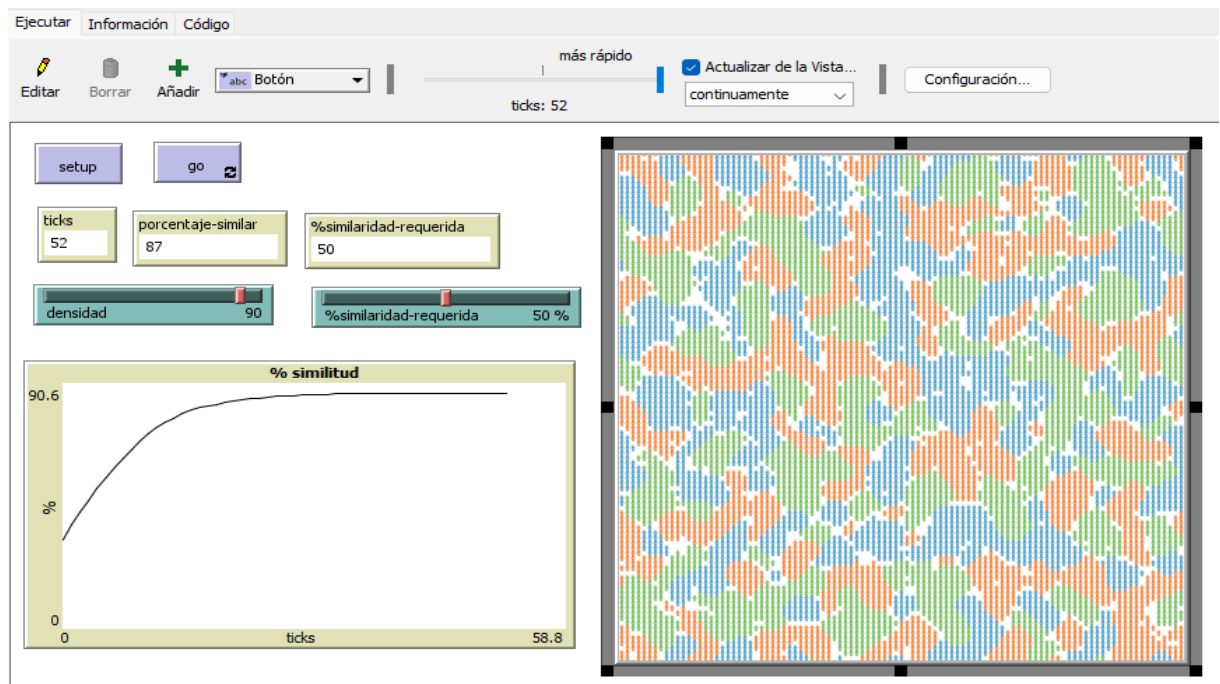 Ejecutar Información Código
más rápido
Editar Borrar Añadir abc Botón
Actualizar de la Vista...
continuamente
Configuración...
ticks: 52
setup go
ticks
52
porcentaje-similar
87
%similaridad-requerida
50
densidad 90
%similaridad-requerida 50 %
% similitud
90.6
%
0
0 ticks 58.8